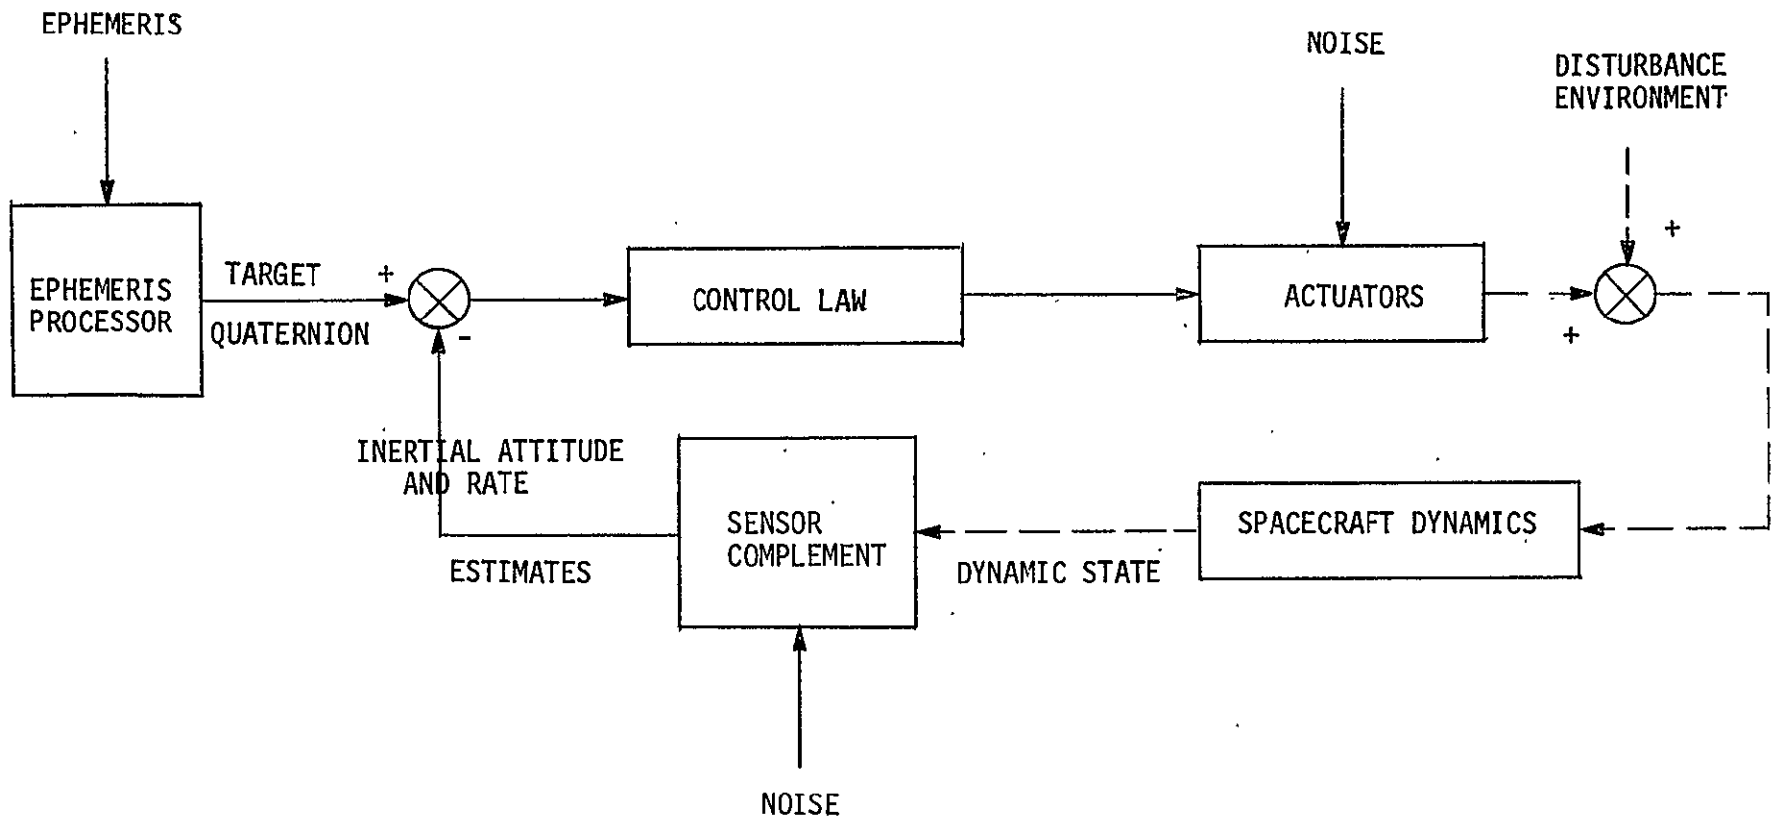 EPHEMERIS
NOISE
DISTURBANCE
ENVIRONMENT
EPHEMERIS
PROCESSOR
TARGET
QUATERNION
+
-
CONTROL LAW
ACTUATORS
+
+
INERTIAL ATTITUDE
AND RATE
ESTIMATES
SENSOR
COMPLEMENT
DYNAMIC STATE
SPACECRAFT DYNAMICS
NOISE